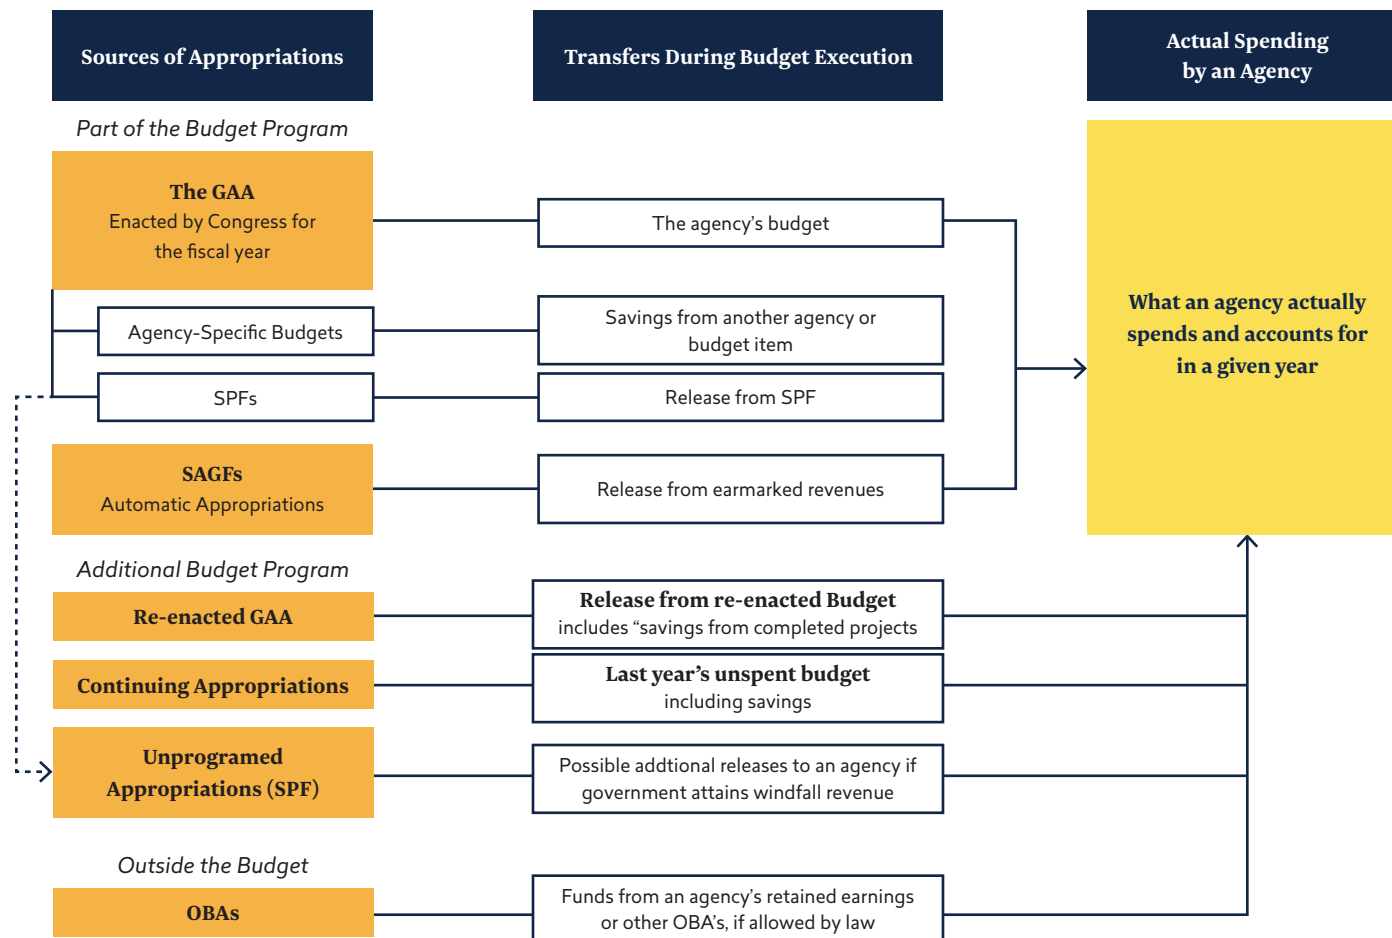 Sources of Appropriations
Transfers During Budget Execution
Actual Spending
by an Agency
Part of the Budget Program
The GAA
Enacted by Congress for
the fiscal year
The agency’s budget
Agency-Specific Budgets
Savings from another agency or
budget item
SPFs
Release from SPF
SAGFs
Automatic Appropriations
Release from earmarked revenues
What an agency actually
spends and accounts for
in a given year
Additional Budget Program
Re-enacted GAA
Release from re-enacted Budget
includes “savings from completed projects
Continuing Appropriations
Last year’s unspent budget
including savings
Unprogramed
Appropriations (SPF)
Possible addtional releases to an agency if
government attains windfall revenue
Outside the Budget
OBAs
Funds from an agency’s retained earnings
or other OBA’s, if allowed by law